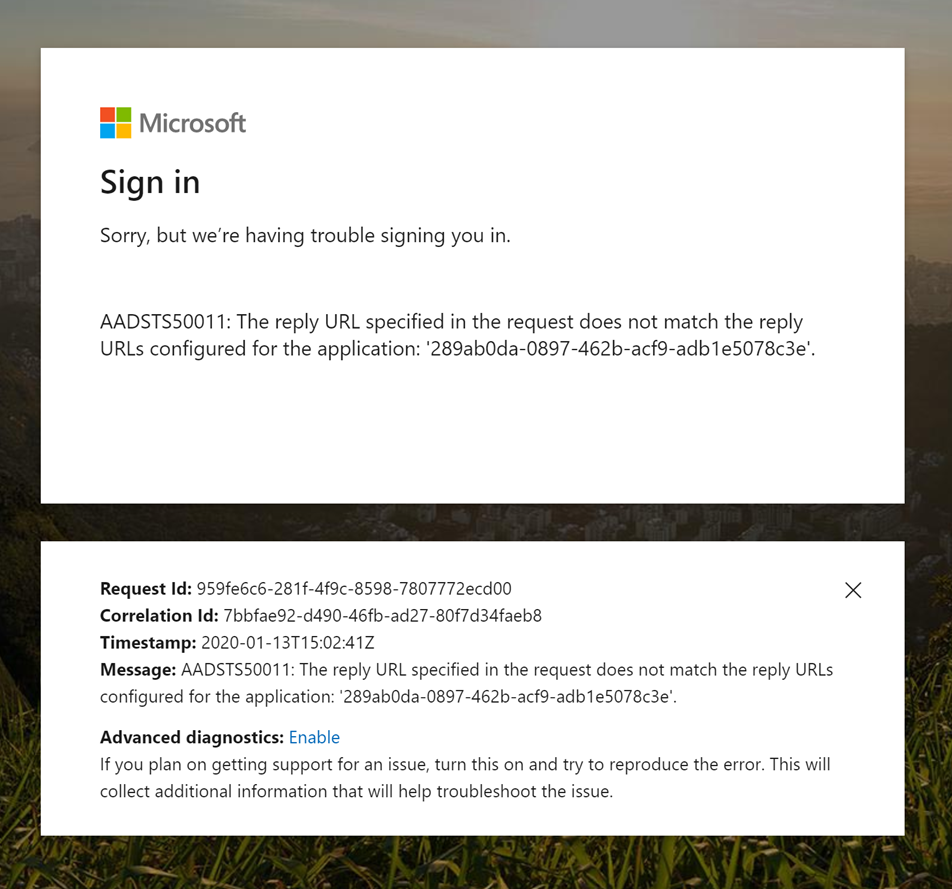 Microsoft
Sign in
Sorry, but we’re having trouble signing you in.
AADSTS50011: The reply URL specified in the request does not match the reply
URLs configured for the application: '289ab0da-0897-462b-acf9-adb1e5078c3e'.
Request Id: 959fe6c6-281f-4f9c-8598-7807772ecd00
Correlation Id: 7bbfae92-d490-46fb-ad27-80f7d34faeb8
Timestamp: 2020-01-13T15:02:41Z
Message: AADSTS50011: The reply URL specified in the request does not match the reply URLs
configured for the application: '289ab0da-0897-462b-acf9-adb1e5078c3e'.
Advanced diagnostics: Enable
If you plan on getting support for an issue, turn this on and try to reproduce the error. This will
collect additional information that will help troubleshoot the issue.